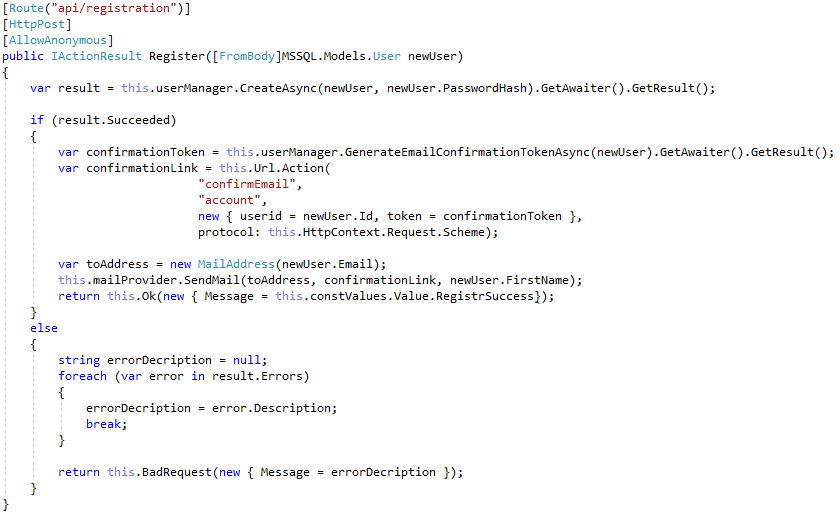 [Route("api/registration")]
[HttpPost]
[AllowAnonymous]
public IActionResult Register([FromBody]MSSQL.Models.User newUser)
{
    var result = this.userManager.CreateAsync(newUser, newUser.PasswordHash).GetAwaiter().GetResult();

    if (result.Succeeded)
    {
        var confirmationToken = this.userManager.GenerateEmailConfirmationTokenAsync(newUser).GetAwaiter().GetResult();
        var confirmationLink = this.Url.Action(
                            "confirmEmail",
                            "account",
                            new { userid = newUser.Id, token = confirmationToken },
                            protocol: this.HttpContext.Request.Scheme);

        var toAddress = new MailAddress(newUser.Email);
        this.mailProvider.SendMail(toAddress, confirmationLink, newUser.FirstName);
        return this.Ok(new { Message = this.constValues.Value.RegistrSuccess});
    }
    else
    {
        string errorDecription = null;
        foreach (var error in result.Errors)
        {
            errorDecription = error.Description;
            break;
        }

        return this.BadRequest(new { Message = errorDecription });
    }
}